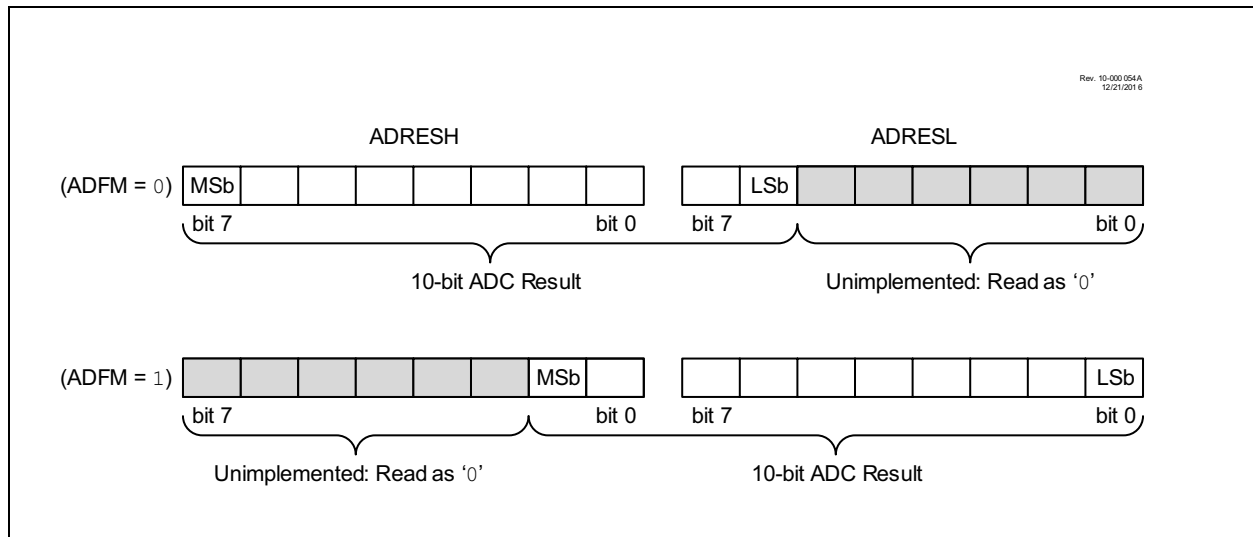 Rev. 10-000 054A
12/21/201 6
ADRESH ADRESL
(ADFM = 0) MSb LSb
bit 7 bit 0 bit 7 bit 0
10-bit ADC Result Unimplemented: Read as ‘0’
(ADFM = 1) MSb LSb
bit 7 bit 0 bit 7 bit 0
Unimplemented: Read as ‘0’ 10-bit ADC Result